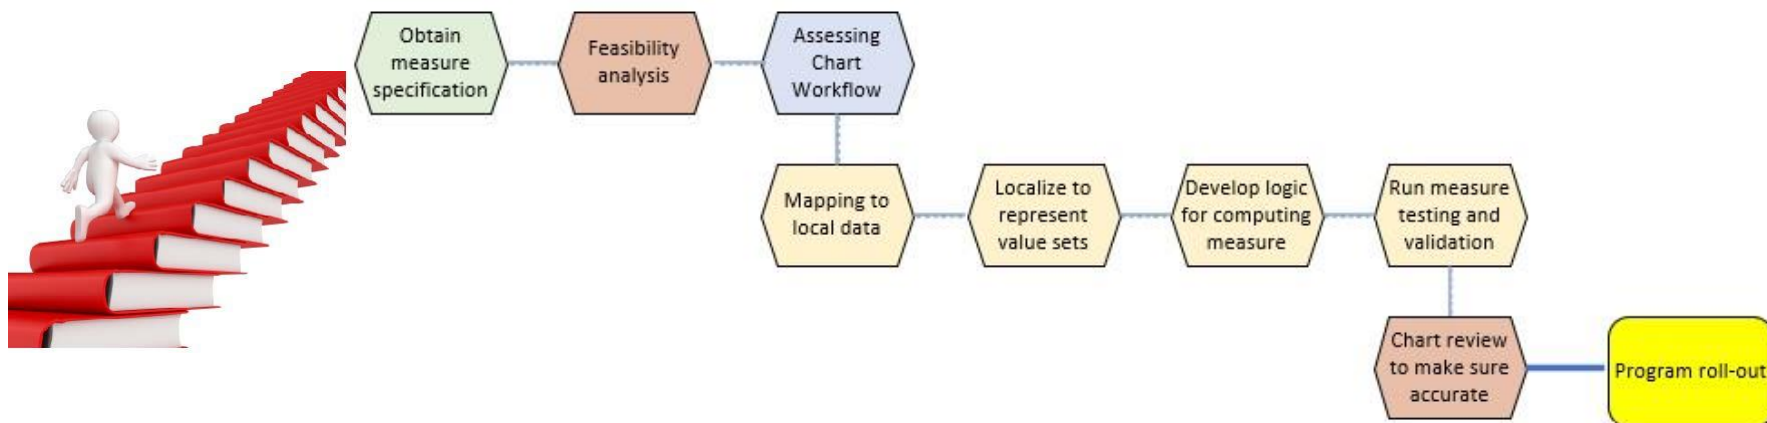 Obtain
measure
specification
Feasibility
analysis
Assessing
Chart
Workflow
Mapping to
local data
Localize to
represent
value sets
Develop logic
for computing
measure
Run measure
testing and
validation
Chart review
to make sure
accurate
Program roll-out